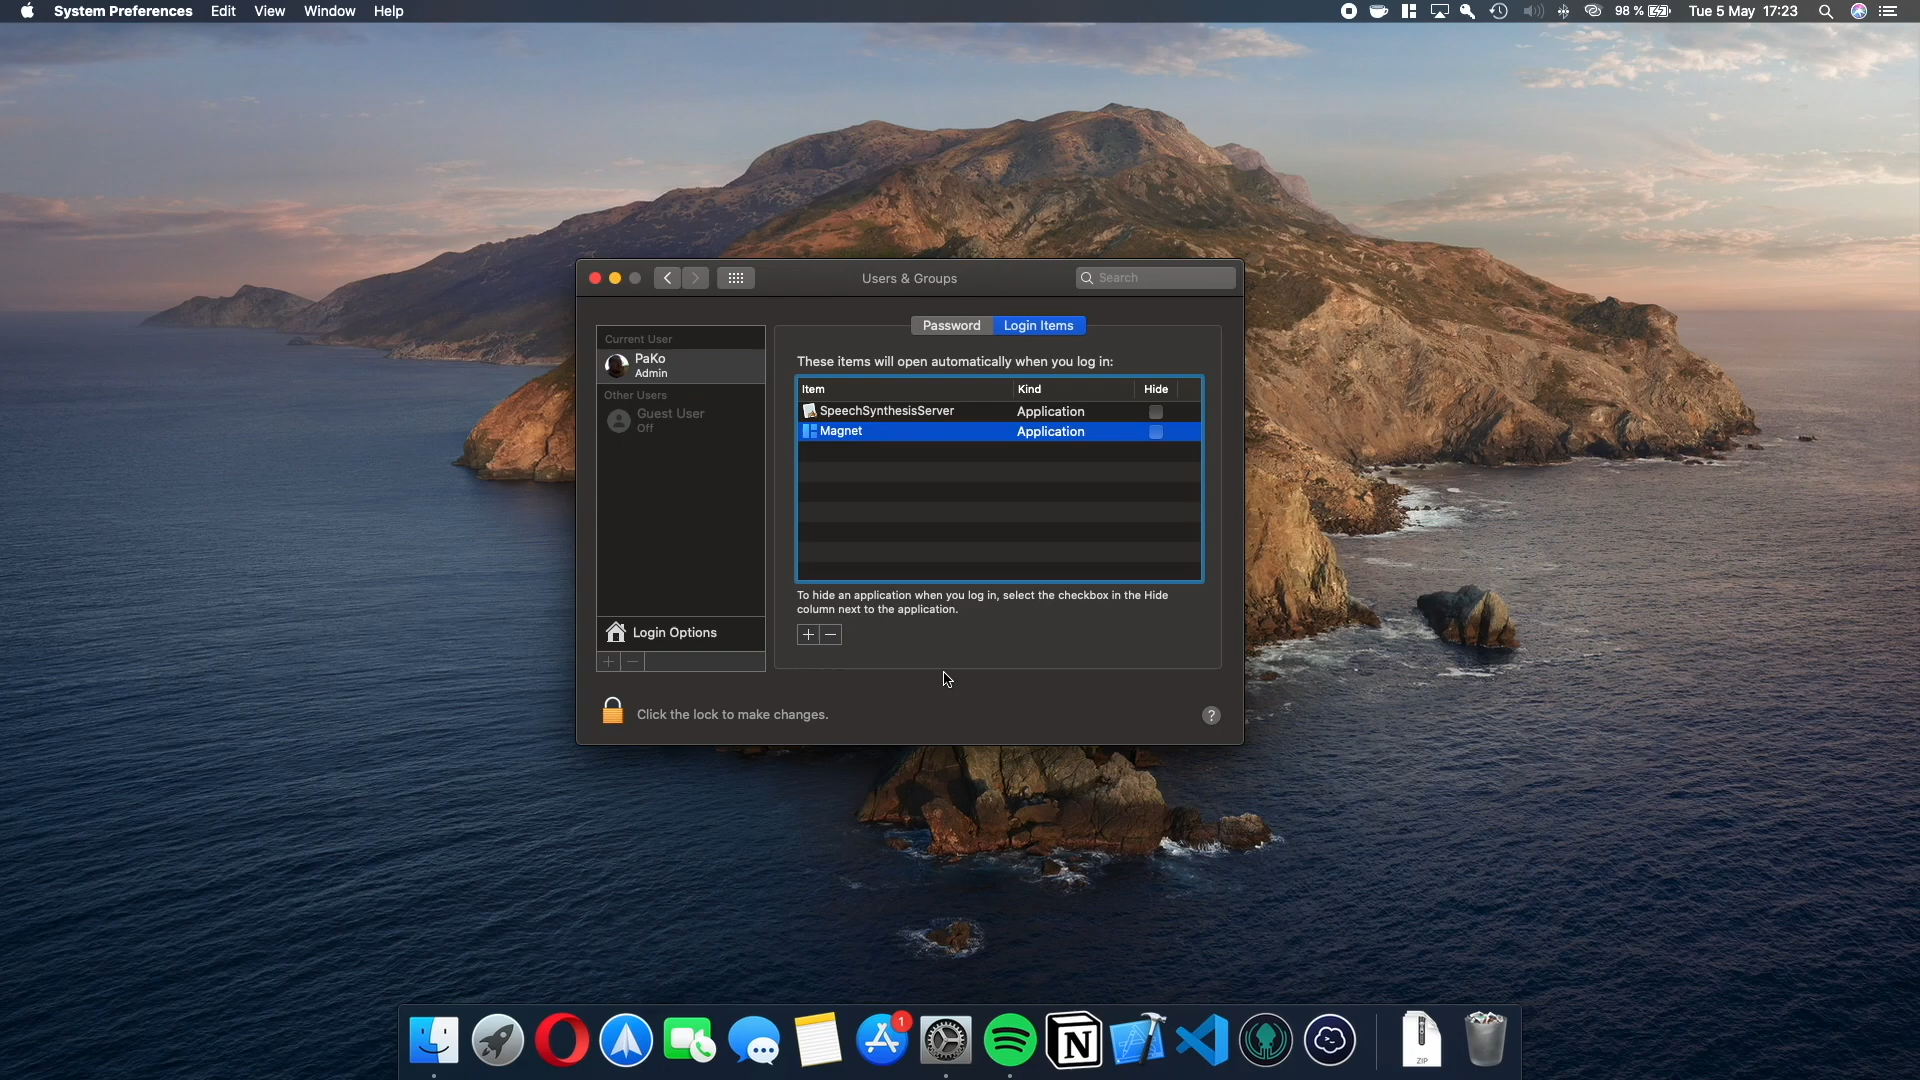 System Preferences Edit View Window Help
98 % Tue 5 May 17:23
Users & Groups
Search
Password Login Items
Current User
PaKo
Admin
Other Users
Guest User
Off
Login Options
These items will open automatically when you log in:
Item Kind Hide
SpeechSynthesisServer Application
Magnet Application
To hide an application when you log in, select the checkbox in the Hide
column next to the application.
+ −
+ −
Click the lock to make changes.
?
1
N
ZIP